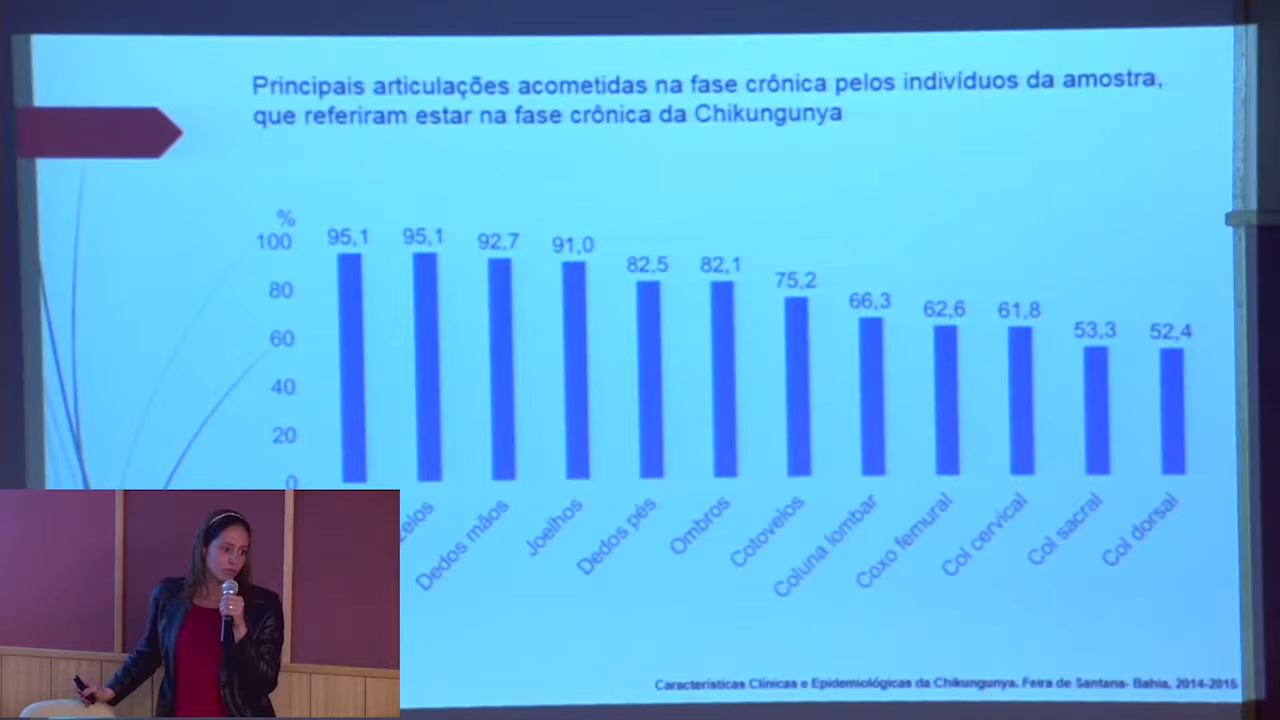 Principais articulações acometidas na fase crônica pelos indivíduos da amostra,
que referiram estar na fase crônica da Chikungunya
%
100
80
60
40
20
0
95,1 95,1 92,7 91,0 82,5 82,1 75,2 66,3 62,6 61,8 53,3 52,4
Dedos mãos
Joelhos
Dedos pés
Ombros
Cotovelos
Coluna lombar
Coxo femural
Col cervical
Col sacral
Col dorsal
Características Clínicas e Epidemiológicas da Chikungunya. Feira de Santana- Bahia, 2014-2015